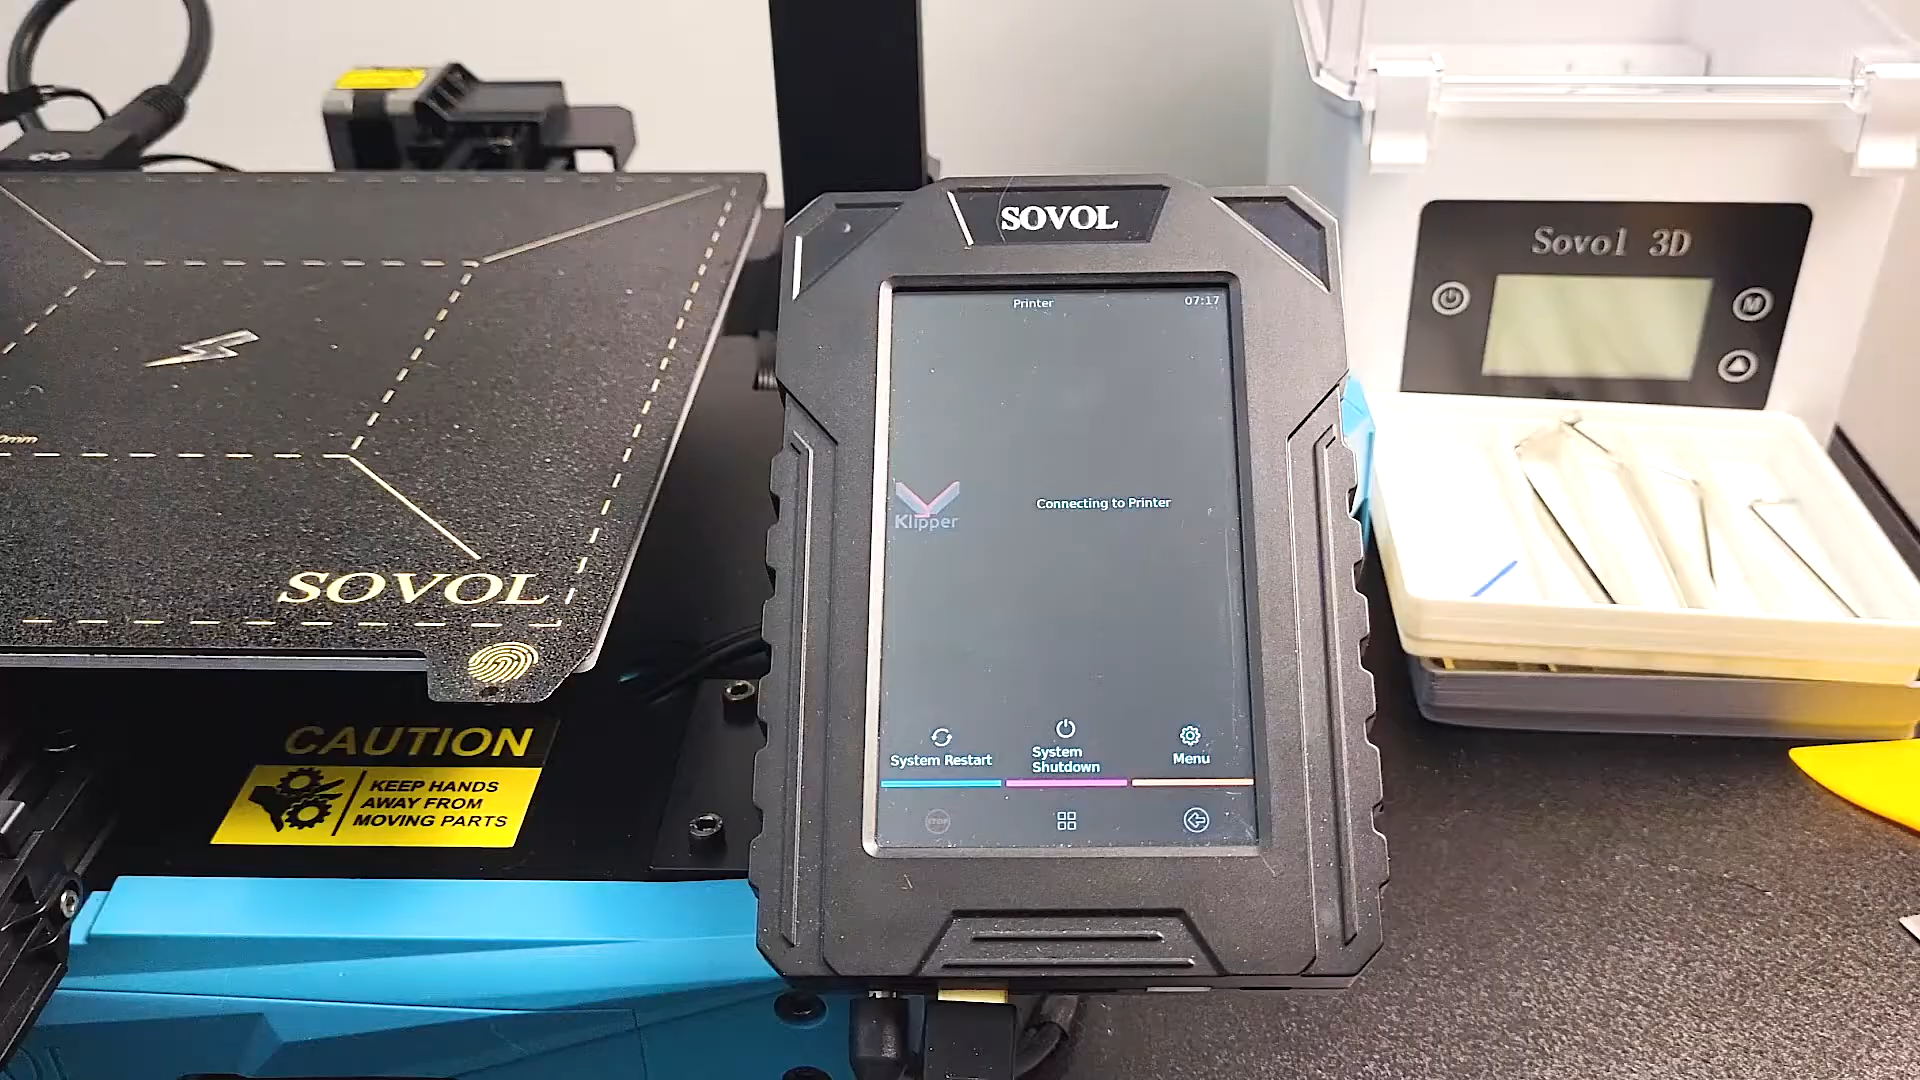 SOVOL
Printer
07:17
Klipper
Connecting to Printer
System Restart
System
Shutdown
Menu
STOP
Sovol 3D
M
SOVOL
CAUTION
KEEP HANDS
AWAY FROM
MOVING PARTS